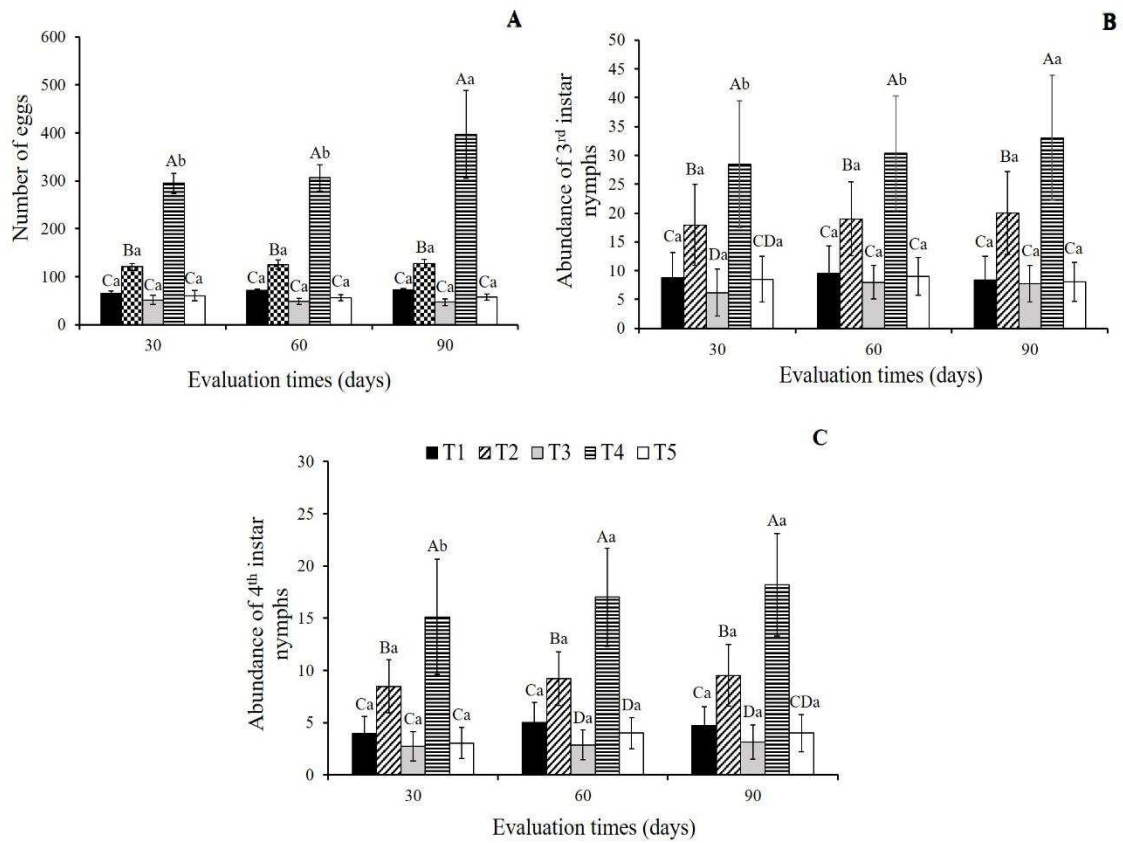 A
Number of eggs
600
500
400
300
200
100
0
Ca Ba Ca Ab Ca
Ca Ba Ca Ab Ca
Ca Ba Ca Aa Ca
30 60 90
Evaluation times (days)
B
Abundance of 3rd instar
nymphs
50
45
40
35
30
25
20
15
10
5
0
Ca Ba Da Ab CDa
Ca Ba Ca Ab Ca
Ca Ba Ca Aa Ca
30 60 90
Evaluation times (days)
C
T1 T2 T3 T4 T5
Abundance of 4th instar
nymphs
30
25
20
15
10
5
0
Ca Ba Ca Ab Ca
Ca Ba Da Aa Da
Ca Ba Da Aa CDa
30 60 90
Evaluation times (days)